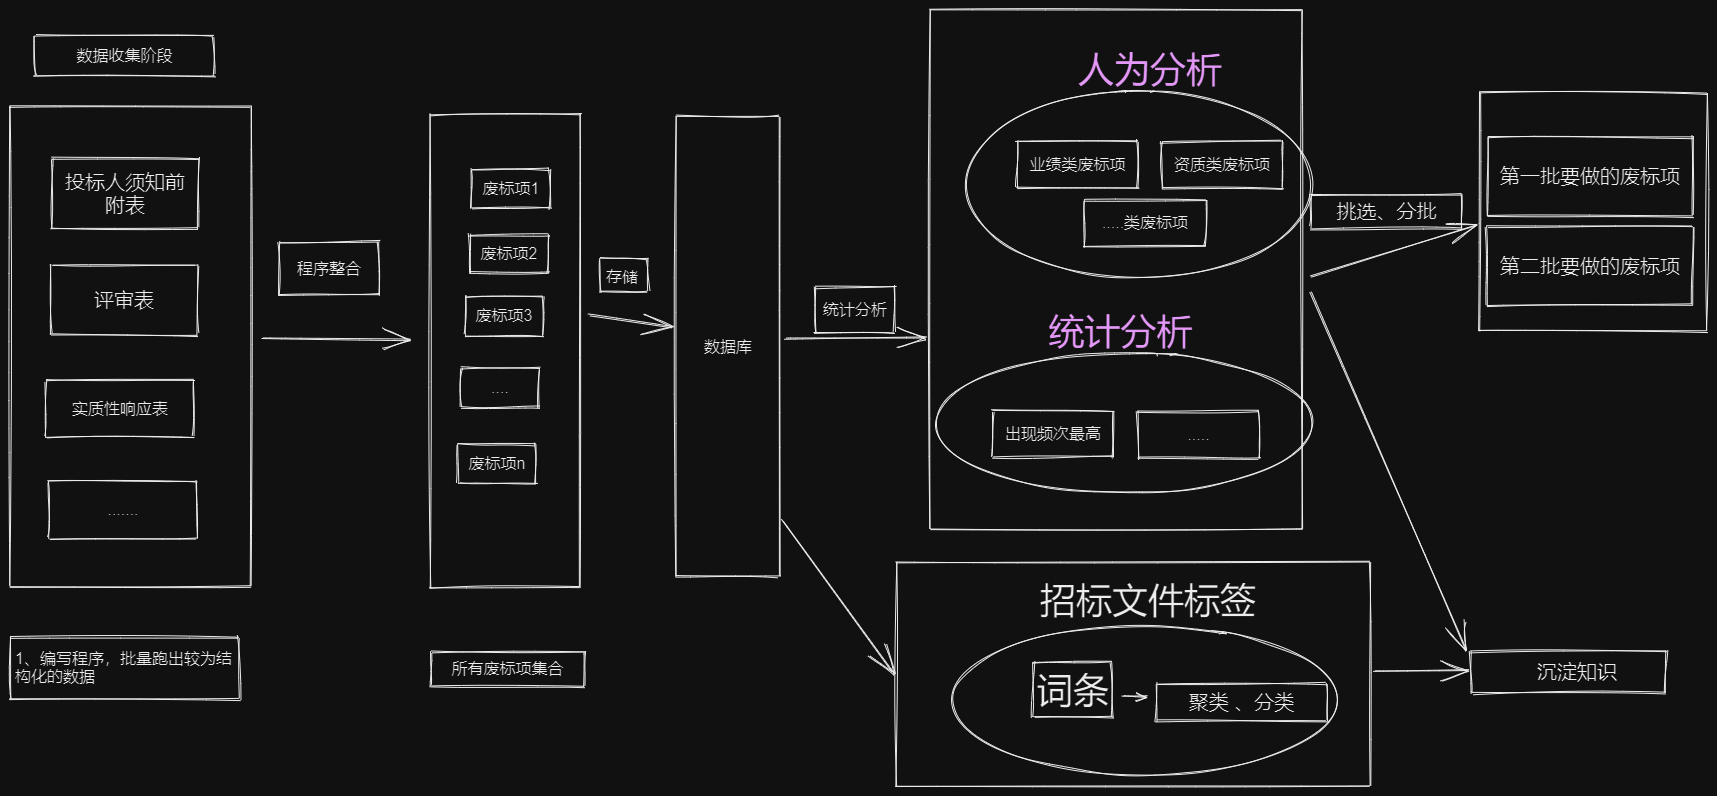 数据收集阶段
投标人须知前
附表
评审表
实质性响应表
.......
1、编写程序，批量跑出较为结
构化的数据
程序整合
废标项1
废标项2
废标项3
....
废标项n
所有废标项集合
存储
数据库
统计分析
人为分析
业绩类废标项
资质类废标项
.....类废标项
统计分析
出现频次最高
.....
招标文件标签
词条
聚类 、分类
挑选、分批
第一批要做的废标项
第二批要做的废标项
沉淀知识